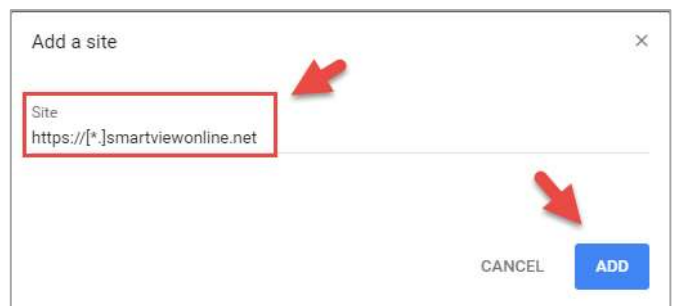 Add a site
×
Site
https://[*.]smartviewonline.net
CANCEL ADD